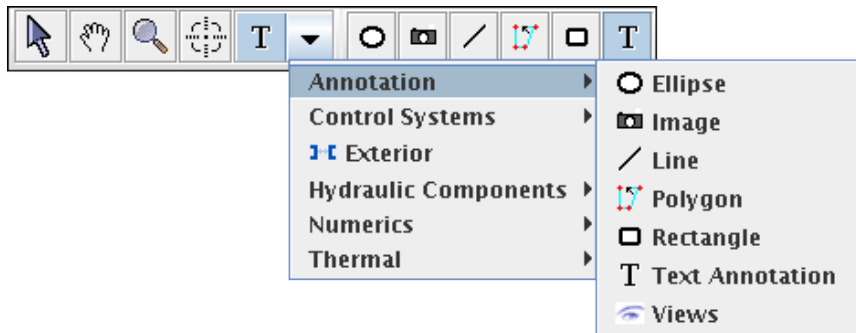 T T
Annotation
Control Systems
Exterior
Hydraulic Components
Numerics
Thermal
Ellipse
Image
Line
Polygon
Rectangle
T Text Annotation
Views